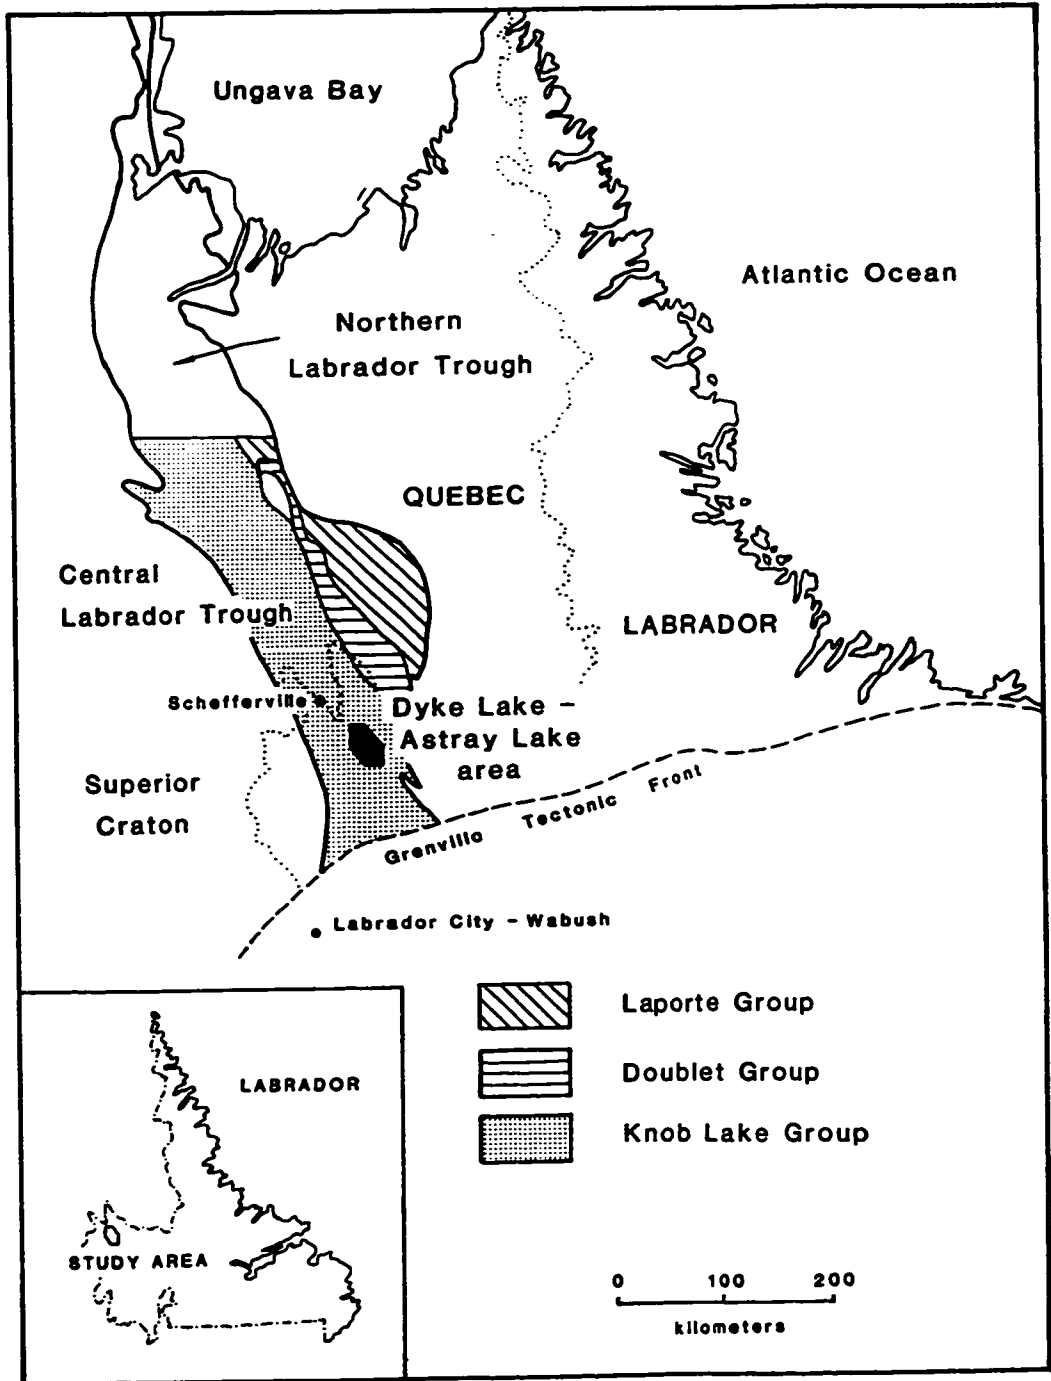 Ungava Bay
Atlantic Ocean
Northern
Labrador Trough
QUEBEC
Central
Labrador Trough
LABRADOR
Schefferville
Dyke Lake –
Astray Lake
area
Superior
Craton
Grenville Tectonic Front
Labrador City – Wabush
LABRADOR
STUDY AREA
Laporte Group
Doublet Group
Knob Lake Group
0 100 200
kilometers